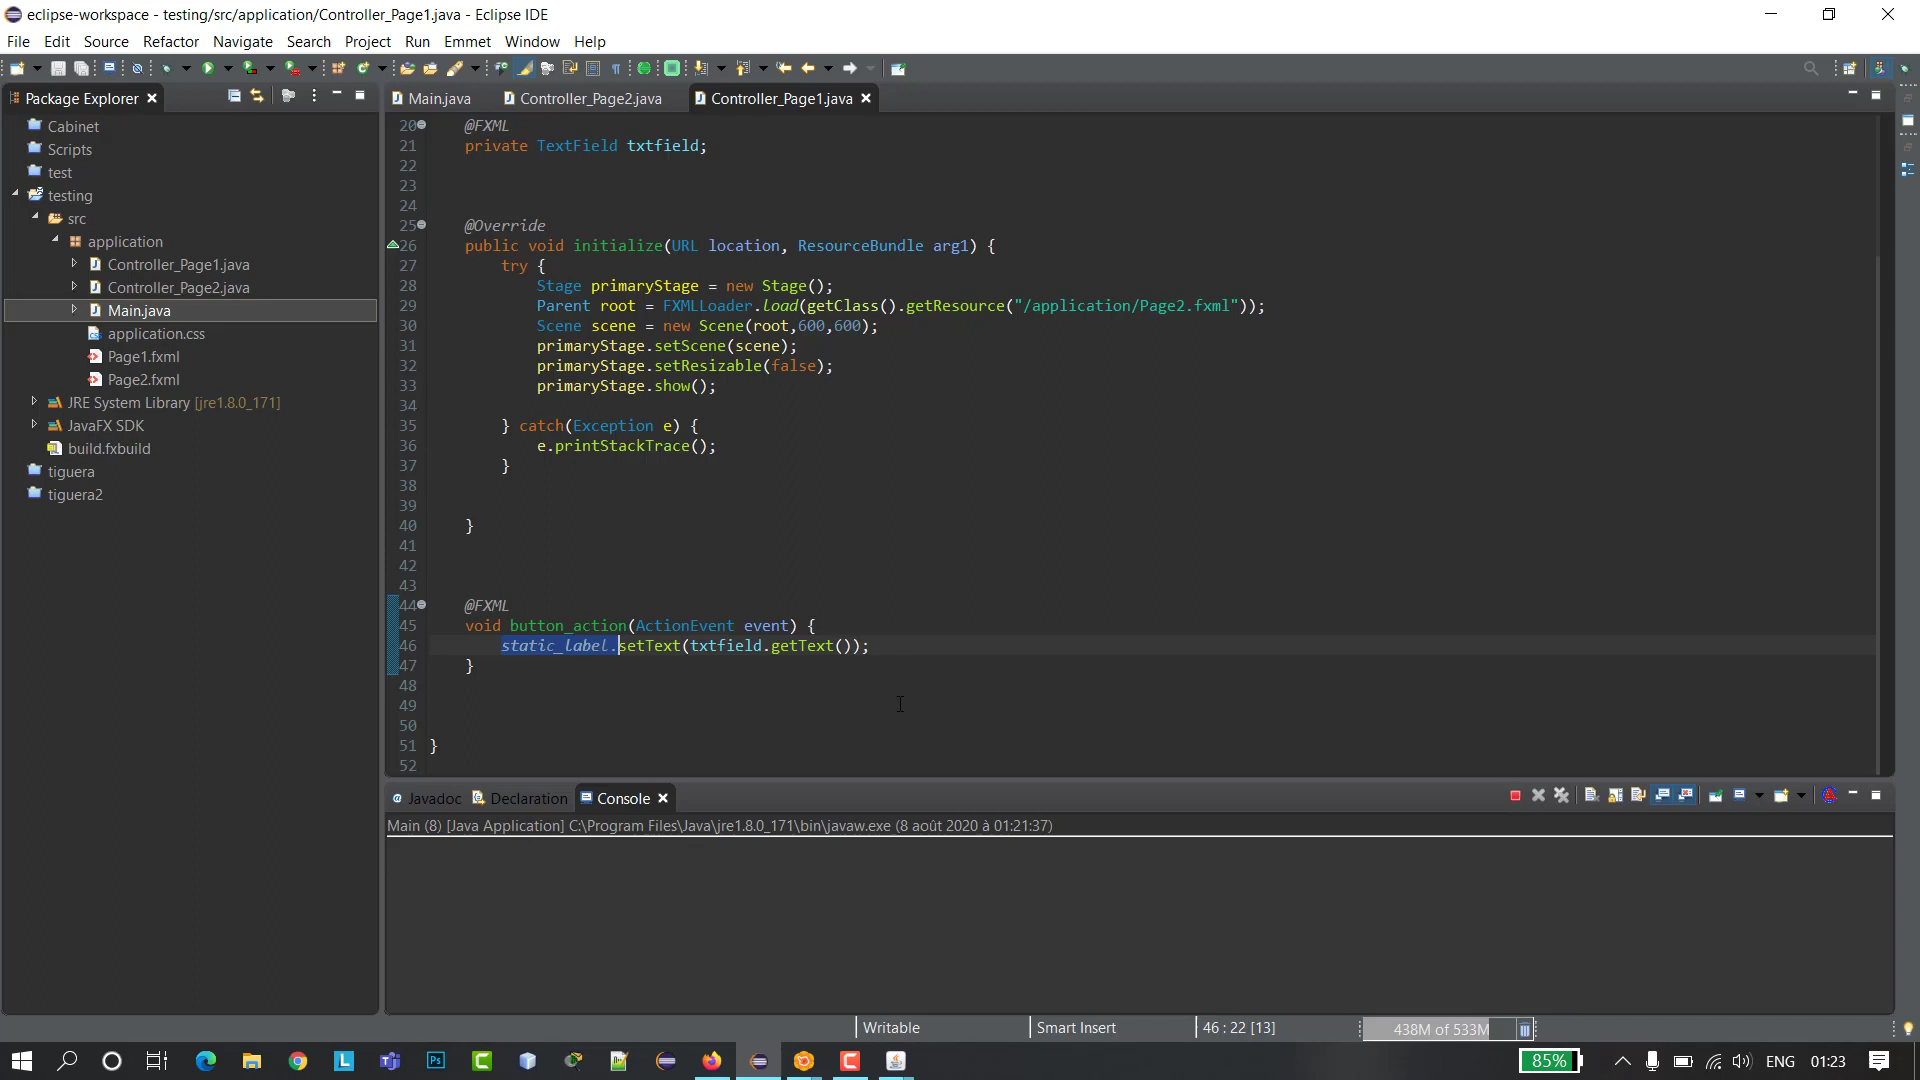 eclipse-workspace - testing/src/application/Controller_Page1.java - Eclipse IDE
File Edit Source Refactor Navigate Search Project Run Emmet Window Help
Package Explorer
Main.java Controller_Page2.java Controller_Page1.java
Cabinet
Scripts
test
testing
src
application
Controller_Page1.java
Controller_Page2.java
Main.java
application.css
Page1.fxml
Page2.fxml
JRE System Library [jre1.8.0_171]
JavaFX SDK
build.fxbuild
tiguera
tiguera2
20 @FXML
21 private TextField txtfield;
22
23
24
25 @Override
26 public void initialize(URL location, ResourceBundle arg1) {
27 try {
28 Stage primaryStage = new Stage();
29 Parent root = FXMLLoader.load(getClass().getResource("/application/Page2.fxml"));
30 Scene scene = new Scene(root,600,600);
31 primaryStage.setScene(scene);
32 primaryStage.setResizable(false);
33 primaryStage.show();
34
35 } catch(Exception e) {
36 e.printStackTrace();
37 }
38
39
40 }
41
42
43
44 @FXML
45 void button_action(ActionEvent event) {
46 static_label.setText(txtfield.getText());
47 }
48
49
50
51 }
52
Javadoc Declaration Console
Main (8) [Java Application] C:\Program Files\Java\jre1.8.0_171\bin\javaw.exe (8 août 2020 à 01:21:37)
Writable Smart Insert 46 : 22 [13] 438M of 533M
85% ENG 01:23